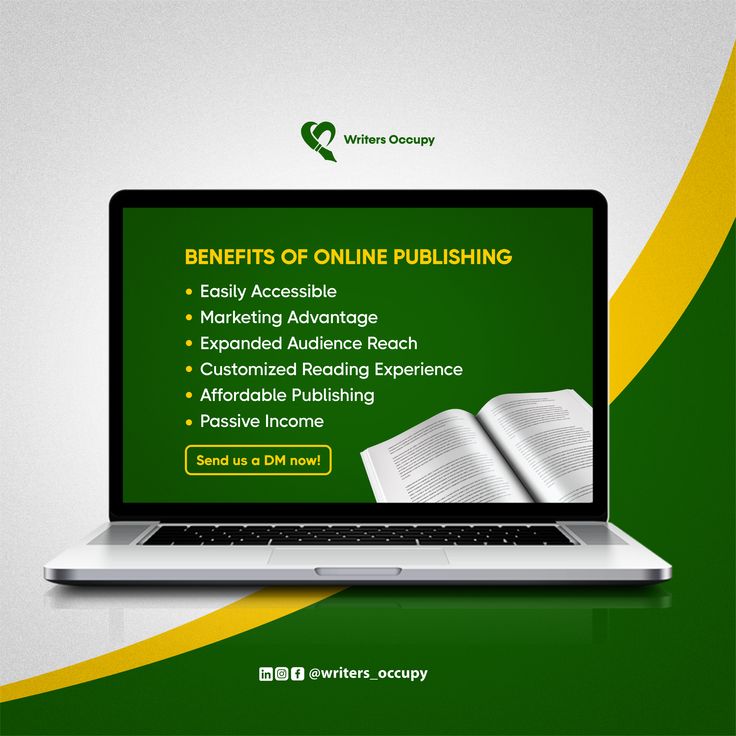 Writers Occupy
BENEFITS OF ONLINE PUBLISHING
• Easily Accessible
• Marketing Advantage
• Expanded Audience Reach
• Customized Reading Experience
• Affordable Publishing
• Passive Income
Send us a DM now!
@writers_occupy